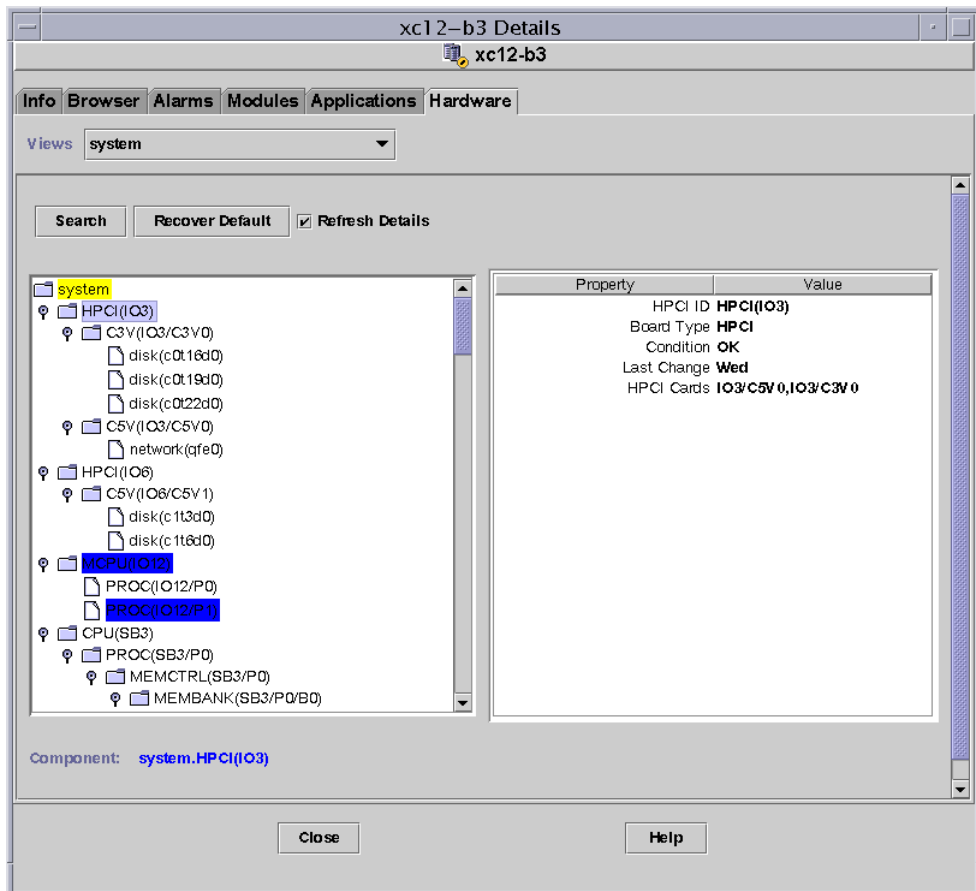 xc12–b3 Details
xc12-b3
Info Browser Alarms Modules Applications Hardware
Views system
Search Recover Default Refresh Details
system
HPCI(IO3)
C3V(IO3/C3V0)
disk(c0t16d0)
disk(c0t19d0)
disk(c0t22d0)
C5V(IO3/C5V0)
network(qfe0)
HPCI(IO6)
C5V(IO6/C5V1)
disk(c1t3d0)
disk(c1t6d0)
MCPU(IO12)
PROC(IO12/P0)
PROC(IO12/P1)
CPU(SB3)
PROC(SB3/P0)
MEMCTRL(SB3/P0)
MEMBANK(SB3/P0/B0)
Property Value
HPCI ID HPCI(IO3)
Board Type HPCI
Condition OK
Last Change Wed
HPCI Cards IO3/C5V0,IO3/C3V0
Component: system.HPCI(IO3)
Close Help